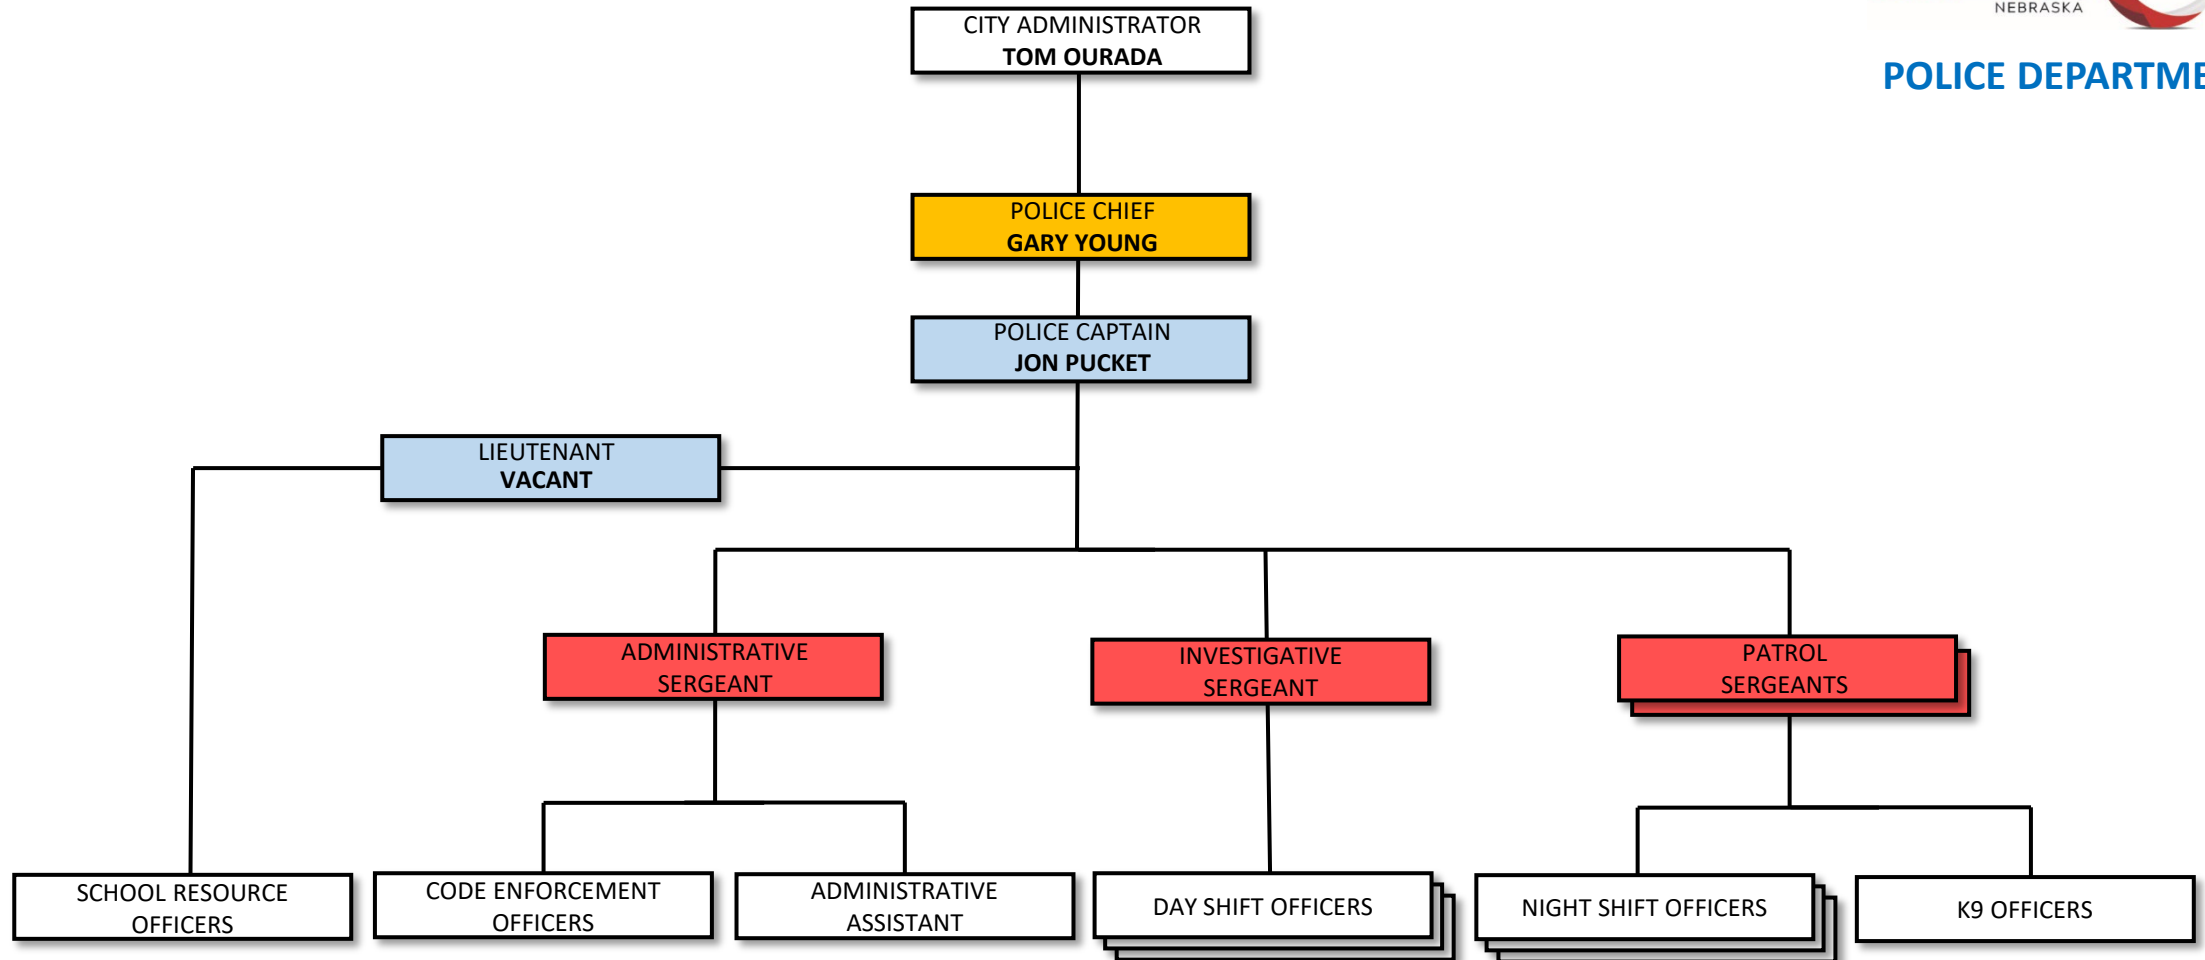 NEBRASKA
CITY ADMINISTRATOR
TOM OURADA
POLICE CHIEF
GARY YOUNG
POLICE CAPTAIN
JON PUCKET
LIEUTENANT
VACANT
ADMINISTRATIVE
SERGEANT
INVESTIGATIVE
SERGEANT
PATROL
SERGEANTS
SCHOOL RESOURCE
OFFICERS
CODE ENFORCEMENT
OFFICERS
ADMINISTRATIVE
ASSISTANT
DAY SHIFT OFFICERS
NIGHT SHIFT OFFICERS
K9 OFFICERS
POLICE DEPARTME